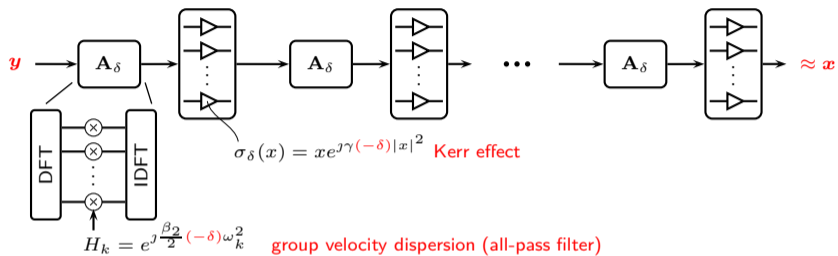 y A_δ A_δ ... A_δ ≈ x
DFT IDFT
σ_δ(x) = xe^{jγ(−δ)|x|^2} Kerr effect
H_k = e^{j\frac{β_2}{2}(−δ)ω_k^2} group velocity dispersion (all-pass filter)